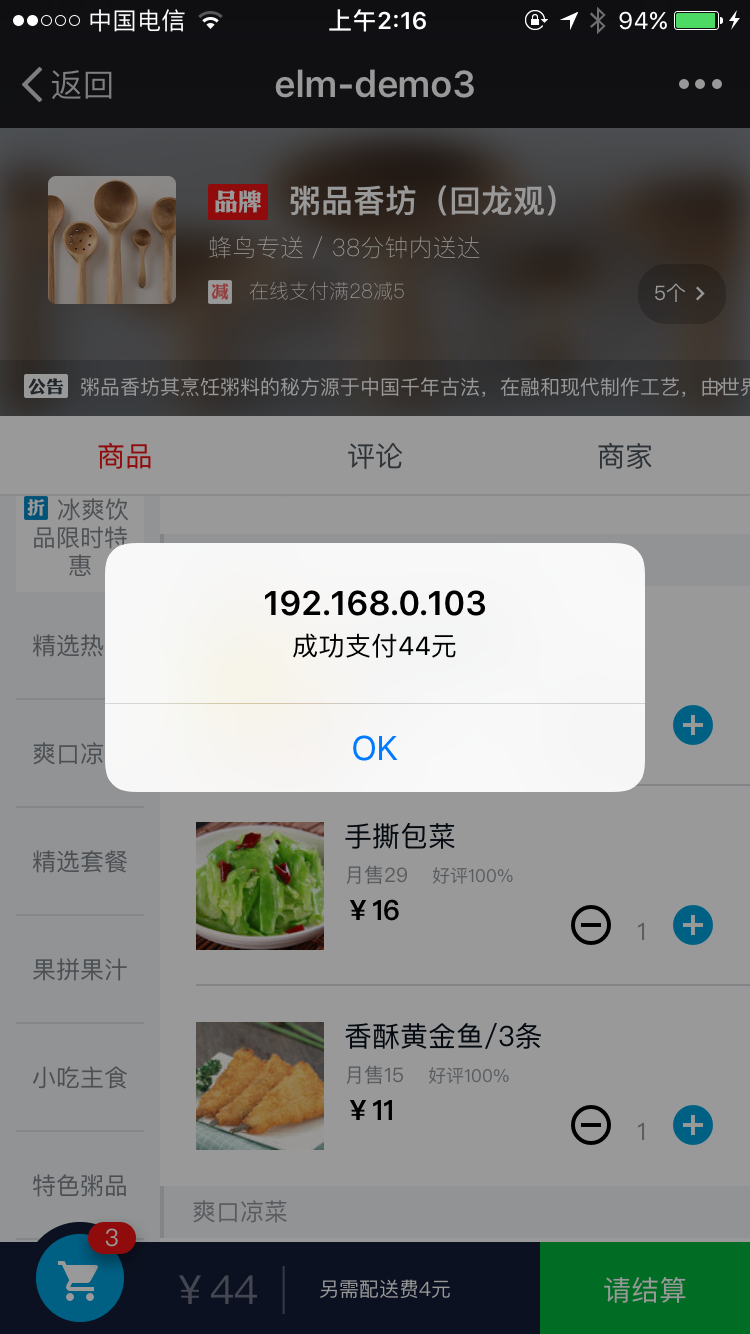 中国电信 上午2:16 94%
返回 elm-demo3
品牌 粥品香坊（回龙观）
蜂鸟专送 / 38分钟内送达
减 在线支付满28减5
5个
公告 粥品香坊其烹饪粥料的秘方源于中国千年古法，在融和现代制作工艺，由世界
商品 评论 商家
折 冰爽饮
品限时特
惠
192.168.0.103
成功支付44元
OK
精选热
爽口凉
精选套餐
果拼果汁
小吃主食
特色粥品
手撕包菜
月售29 好评100%
¥ 16
1
香酥黄金鱼/3条
月售15 好评100%
¥ 11
1
爽口凉菜
3
¥ 44 另需配送费4元 请结算